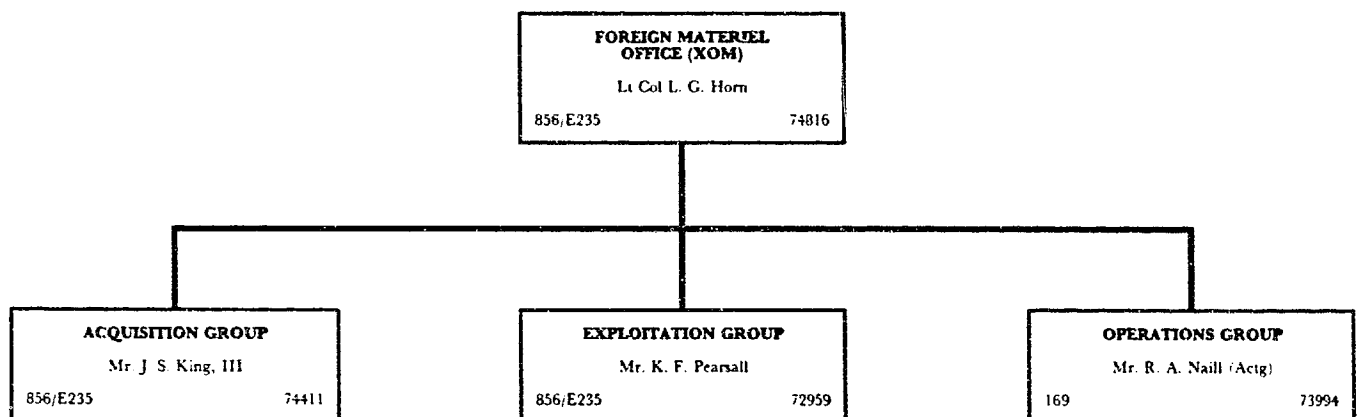 FOREIGN MATERIEL
OFFICE (XOM)
Lt Col L. G. Horn
856/E235 74816
ACQUISITION GROUP
Mr. J. S. King, III
856/E235 74411
EXPLOITATION GROUP
Mr. K. F. Pearsall
856/E235 72959
OPERATIONS GROUP
Mr. R. A. Naill (Actg)
169 73994